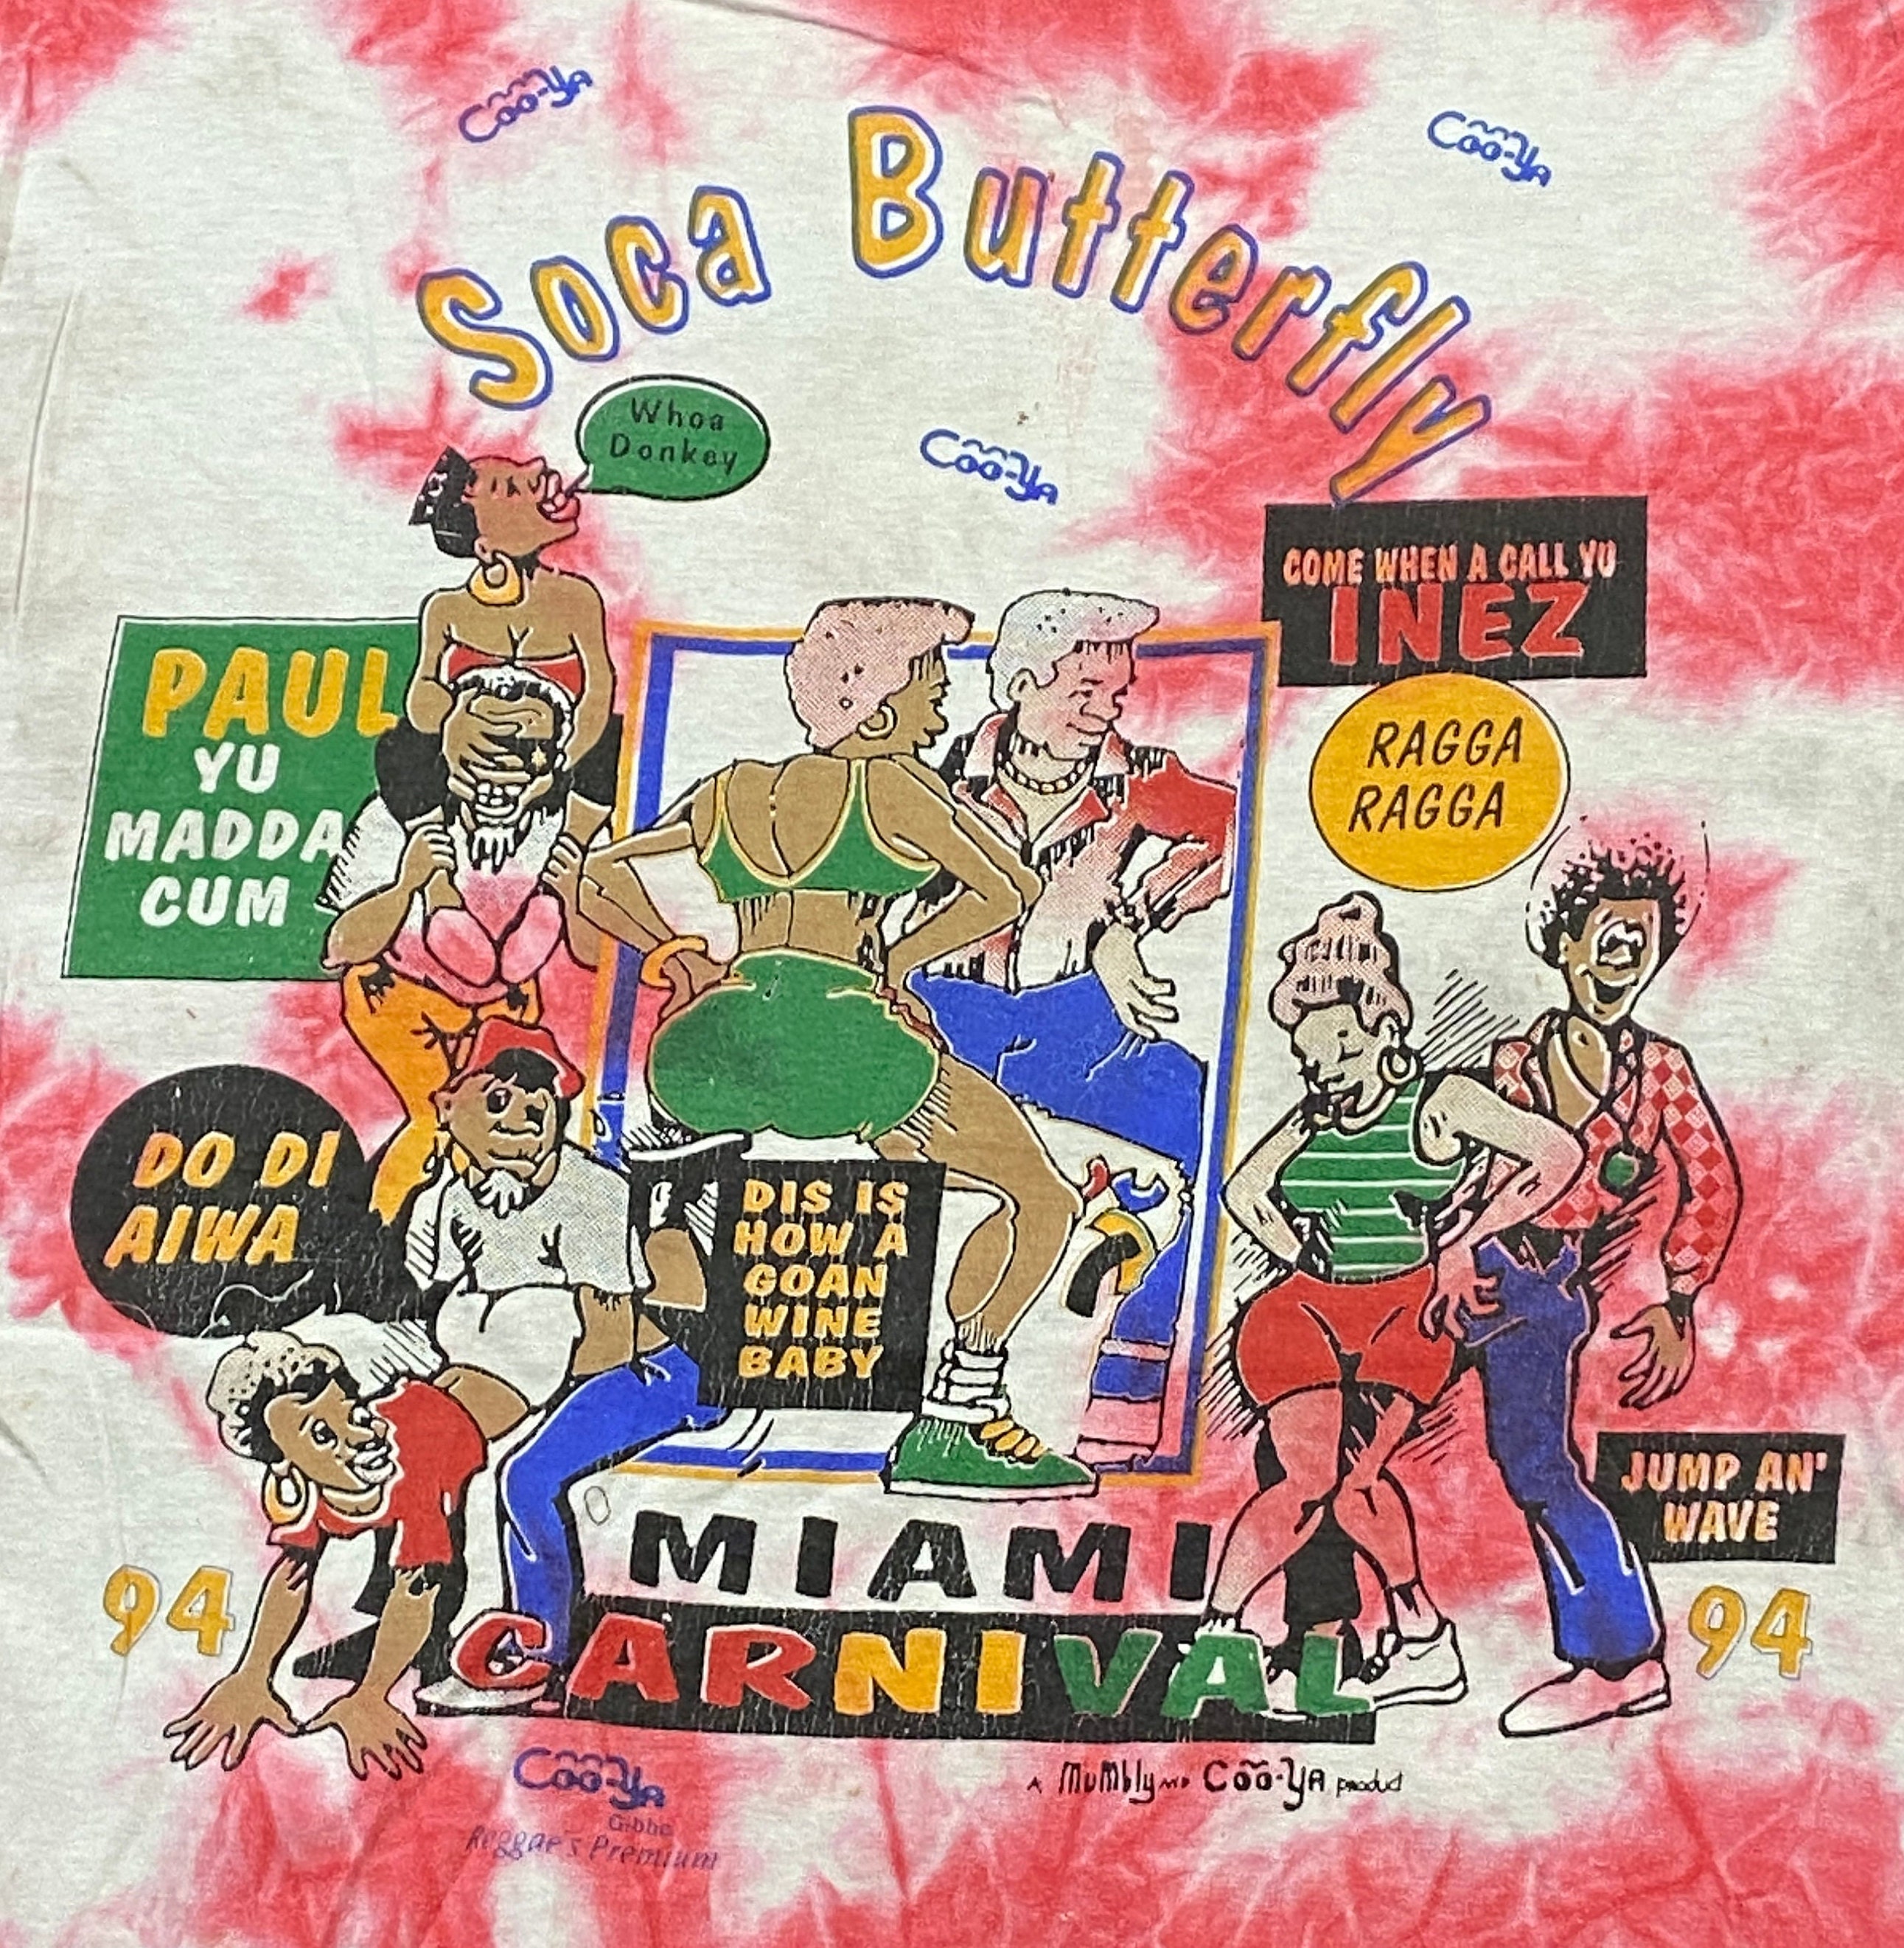 Coo-Ya
Coo-Ya
Soca Butterfly
Whoa
Donkey
Coo-Ya
COME WHEN A CALL YU
INEZ
PAUL
YU
MADDA
CUM
RAGGA
RAGGA
DO DI
AIWA
DIS IS
HOW A
GOAN
WINE
BABY
JUMP AN'
WAVE
94
MIAMI
CARNIVAL
94
Coo-Ya
A Mumbly AND Coo-Ya product
Gibbs
Reggae's Premium